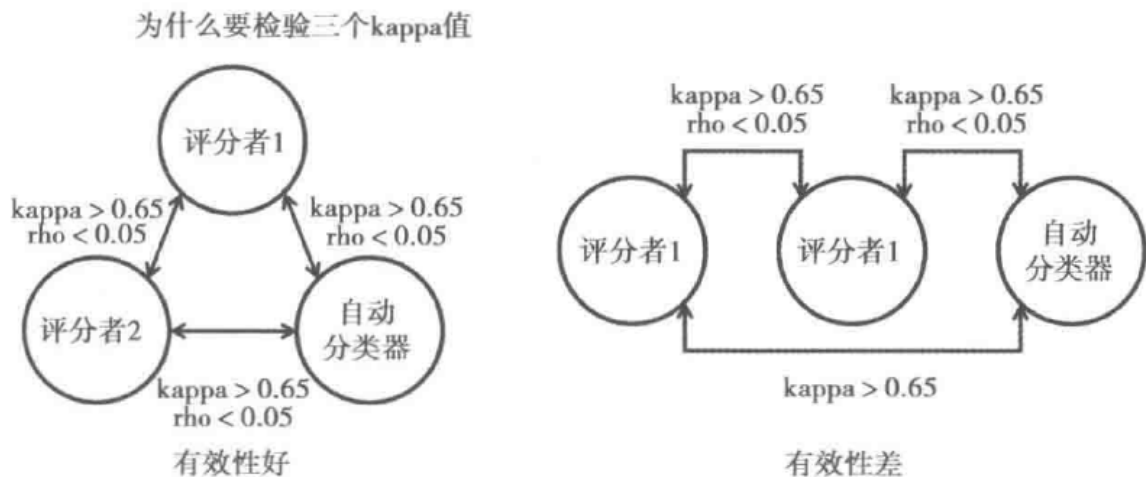 为什么要检验三个kappa值
评分者1
kappa > 0.65
rho < 0.05
kappa > 0.65
rho < 0.05
评分者2
自动
分类器
kappa > 0.65
rho < 0.05
有效性好
kappa > 0.65
rho < 0.05
kappa > 0.65
rho < 0.05
评分者1
评分者1
自动
分类器
kappa > 0.65
有效性差